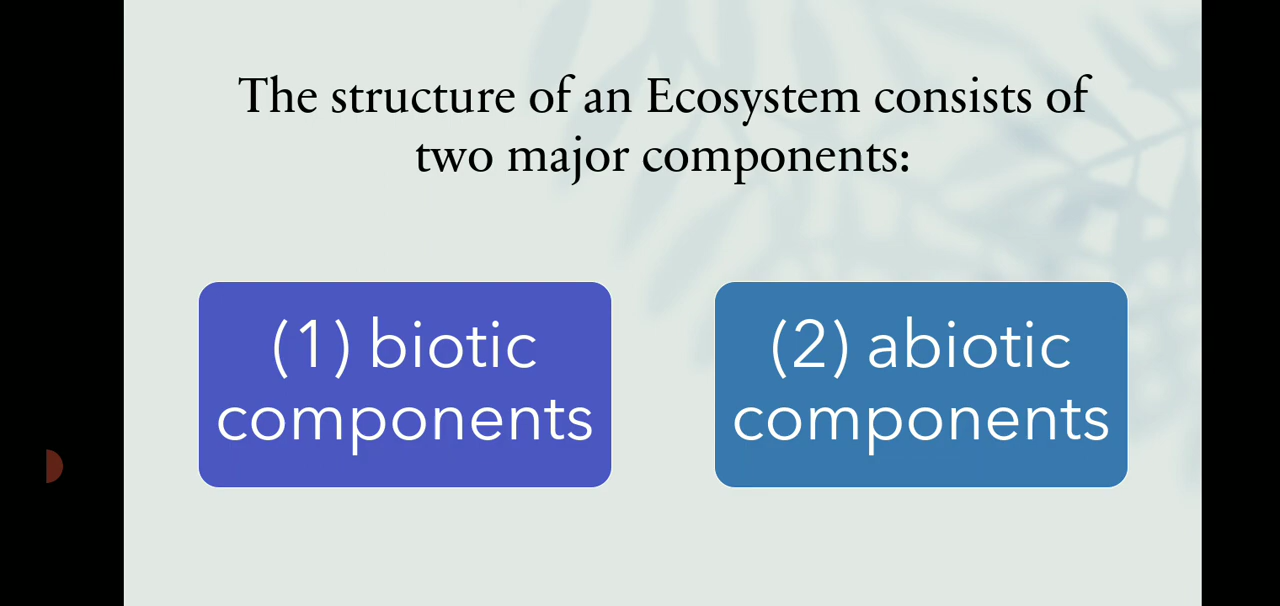 The structure of an Ecosystem consists of
two major components:
(1) biotic
components
(2) abiotic
components